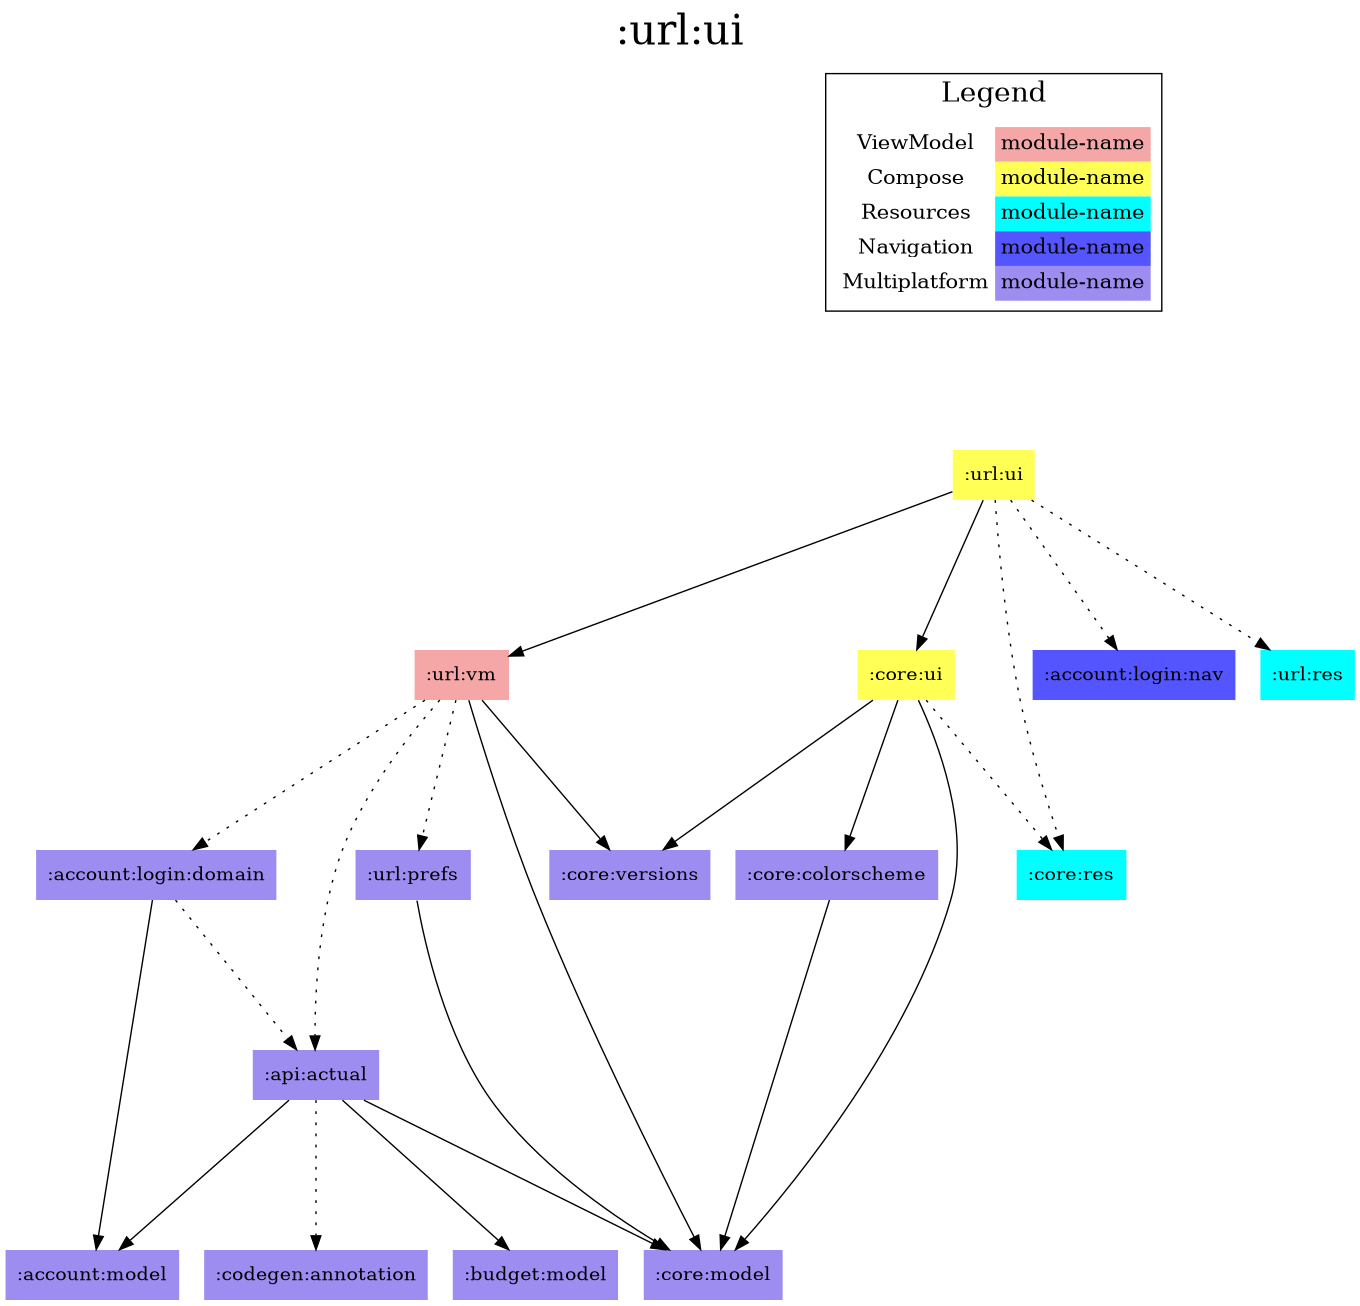 :url:ui
Legend
ViewModel module-name
Compose module-name
Resources module-name
Navigation module-name
Multiplatform module-name
:url:ui
:url:vm :core:ui :account:login:nav :url:res
:account:login:domain :url:prefs :core:versions :core:colorscheme :core:res
:api:actual
:account:model :codegen:annotation :budget:model :core:model